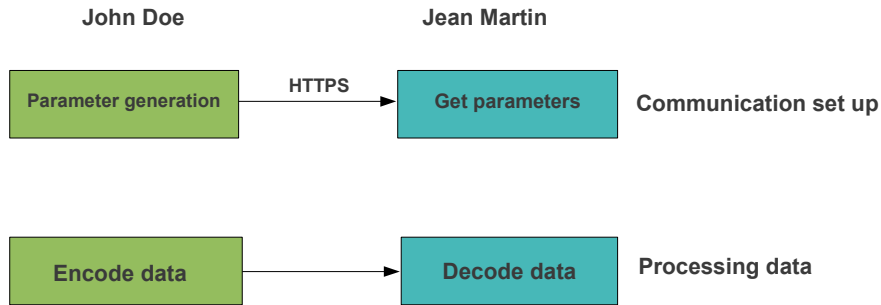 John Doe
Jean Martin
Parameter generation
HTTPS
Get parameters
Communication set up
Encode data
Decode data
Processing data